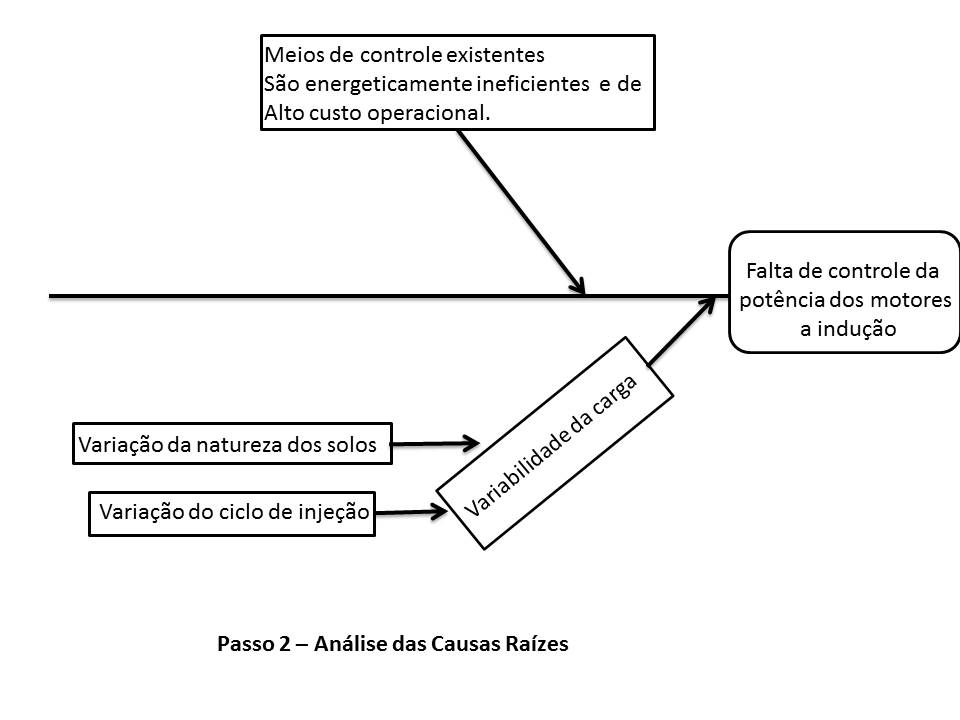 Meios de controle existentes
São energeticamente ineficientes e de
Alto custo operacional.
Falta de controle da
potência dos motores
a indução
Variabilidade da carga
Variação da natureza dos solos
Variação do ciclo de injeção
Passo 2 – Análise das Causas Raízes